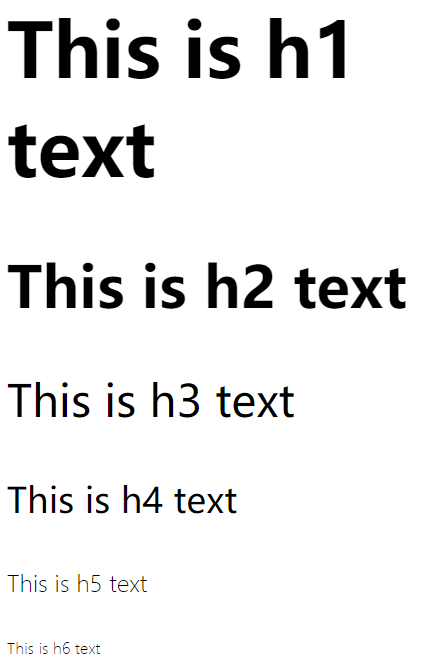 This is h1
text
This is h2 text
This is h3 text
This is h4 text
This is h5 text
This is h6 text